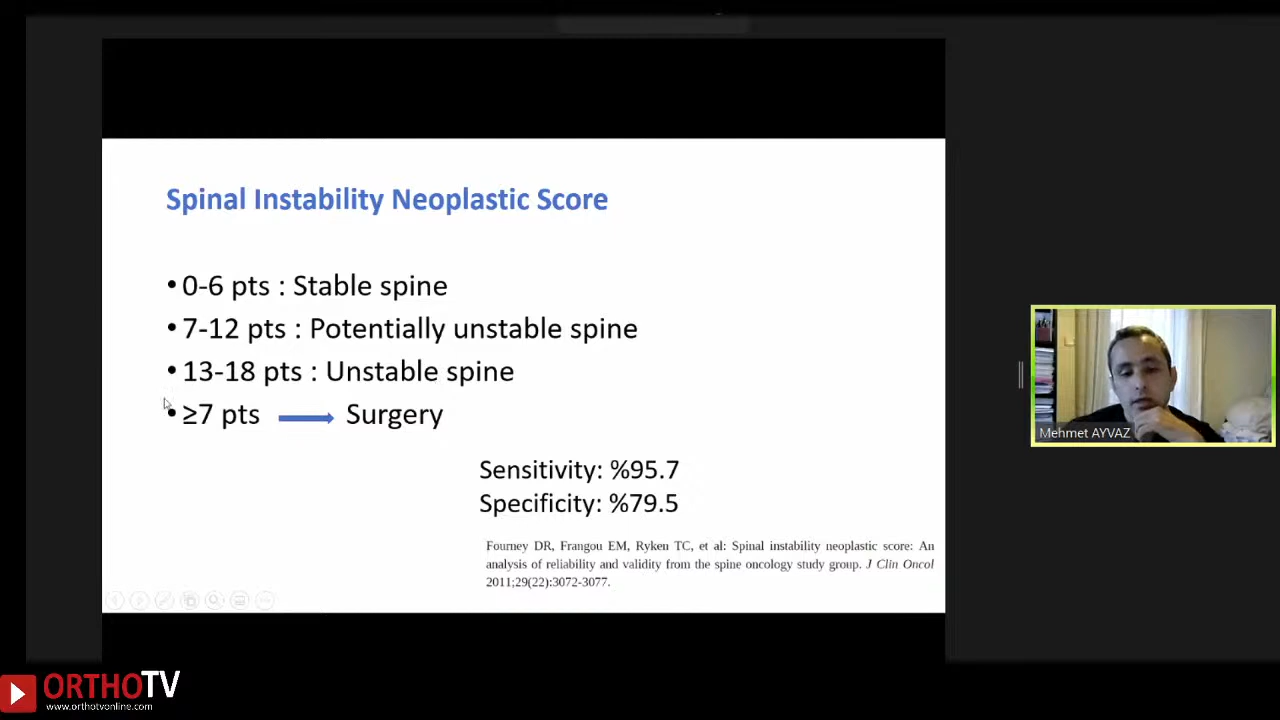 Spinal Instability Neoplastic Score
•0-6 pts : Stable spine
•7-12 pts : Potentially unstable spine
•13-18 pts : Unstable spine
•≥7 pts Surgery
Sensitivity: %95.7
Specificity: %79.5
Fourney DR, Frangou EM, Ryken TC, et al: Spinal instability neoplastic score: An
analysis of reliability and validity from the spine oncology study group. J Clin Oncol
2011;29(22):3072-3077.
Mehmet AYVAZ
ORTHOTV
www.orthotvonline.com